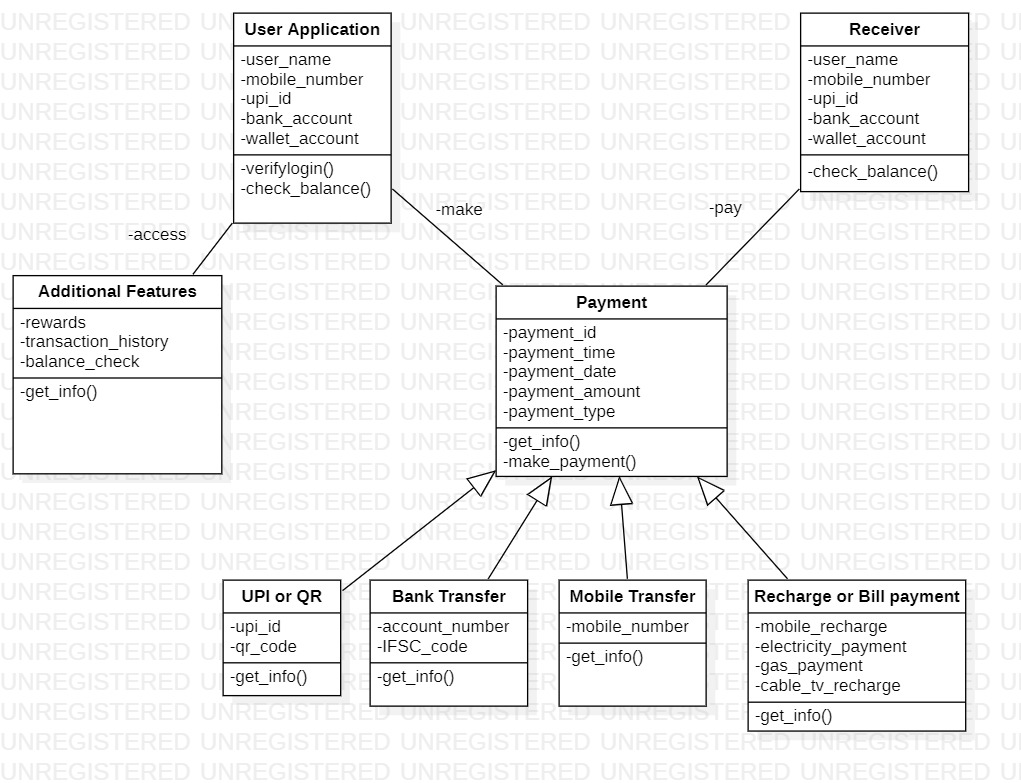 User Application
-user_name
-mobile_number
-upi_id
-bank_account
-wallet_account
-verifylogin()
-check_balance()
Receiver
-user_name
-mobile_number
-upi_id
-bank_account
-wallet_account
-check_balance()
-make
-pay
-access
Additional Features
-rewards
-transaction_history
-balance_check
-get_info()
Payment
-payment_id
-payment_time
-payment_date
-payment_amount
-payment_type
-get_info()
-make_payment()
UPI or QR
-upi_id
-qr_code
-get_info()
Bank Transfer
-account_number
-IFSC_code
-get_info()
Mobile Transfer
-mobile_number
-get_info()
Recharge or Bill payment
-mobile_recharge
-electricity_payment
-gas_payment
-cable_tv_recharge
-get_info()
UNREGISTERED